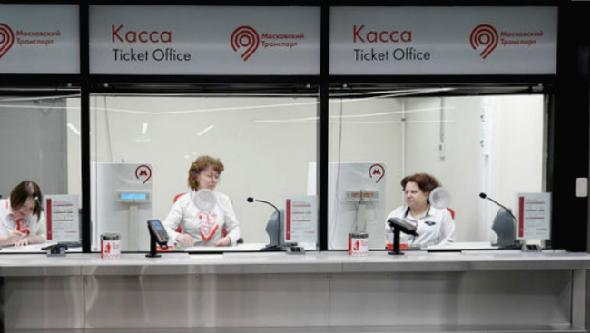 Московский
Транспорт
Касса
Ticket Office
Московский
Транспорт
Касса
Ticket Office
Московский
Транспорт